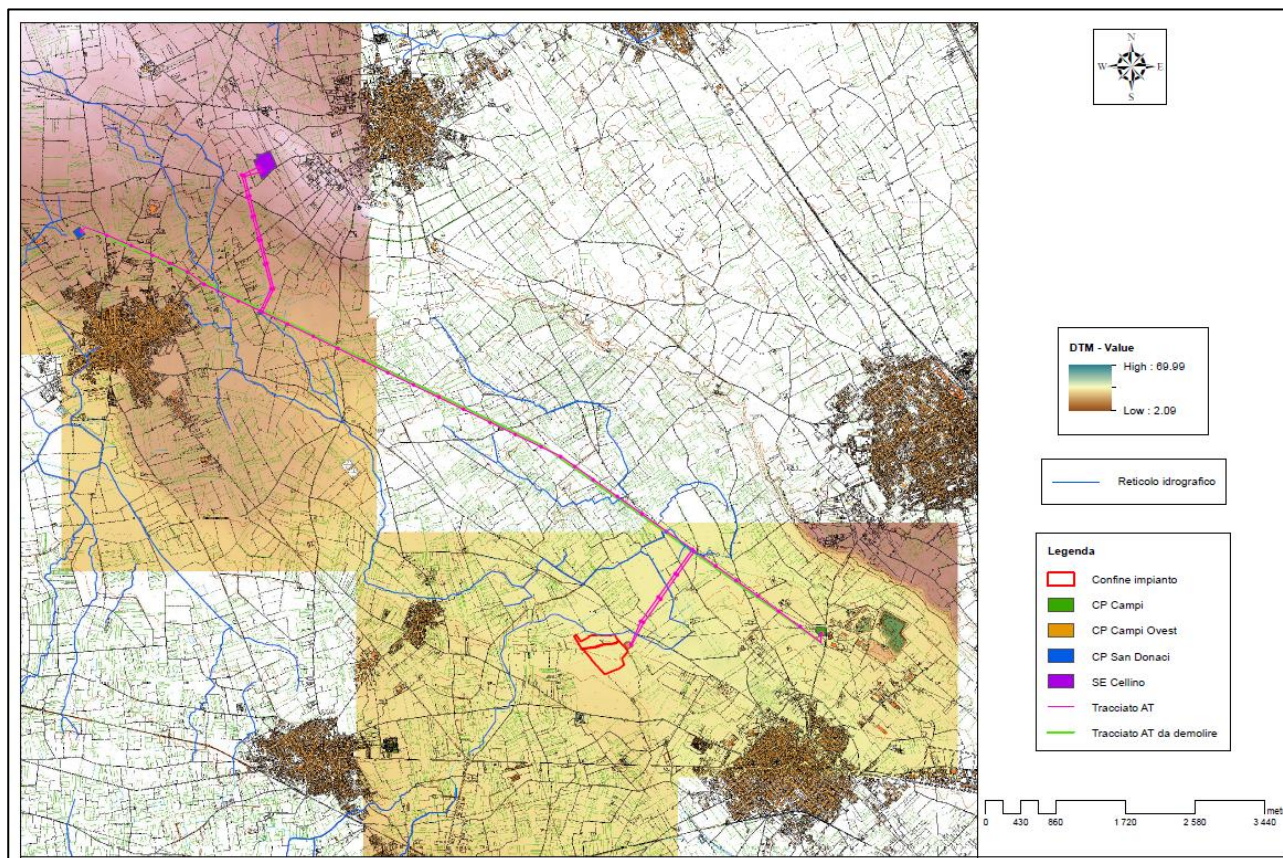 N
W E
S
DTM - Value
High : 69.99
Low : 2.09
Reticolo idrografico
Legenda
Confine impianto
CP Campi
CP Campi Ovest
CP San Donaci
SE Cellino
Tracciato AT
Tracciato AT da demolire
metri
0 430 860 1 720 2 580 3 440